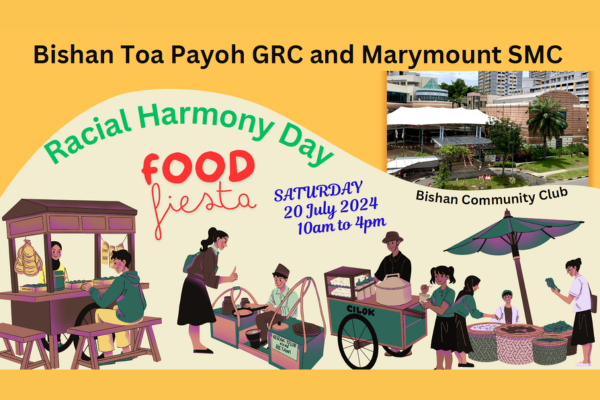 Bishan Toa Payoh GRC and Marymount SMC
Racial Harmony Day
FOOD
fiesta
SATURDAY
20 July 2024
10am to 4pm
Bishan Community Club
CILOK